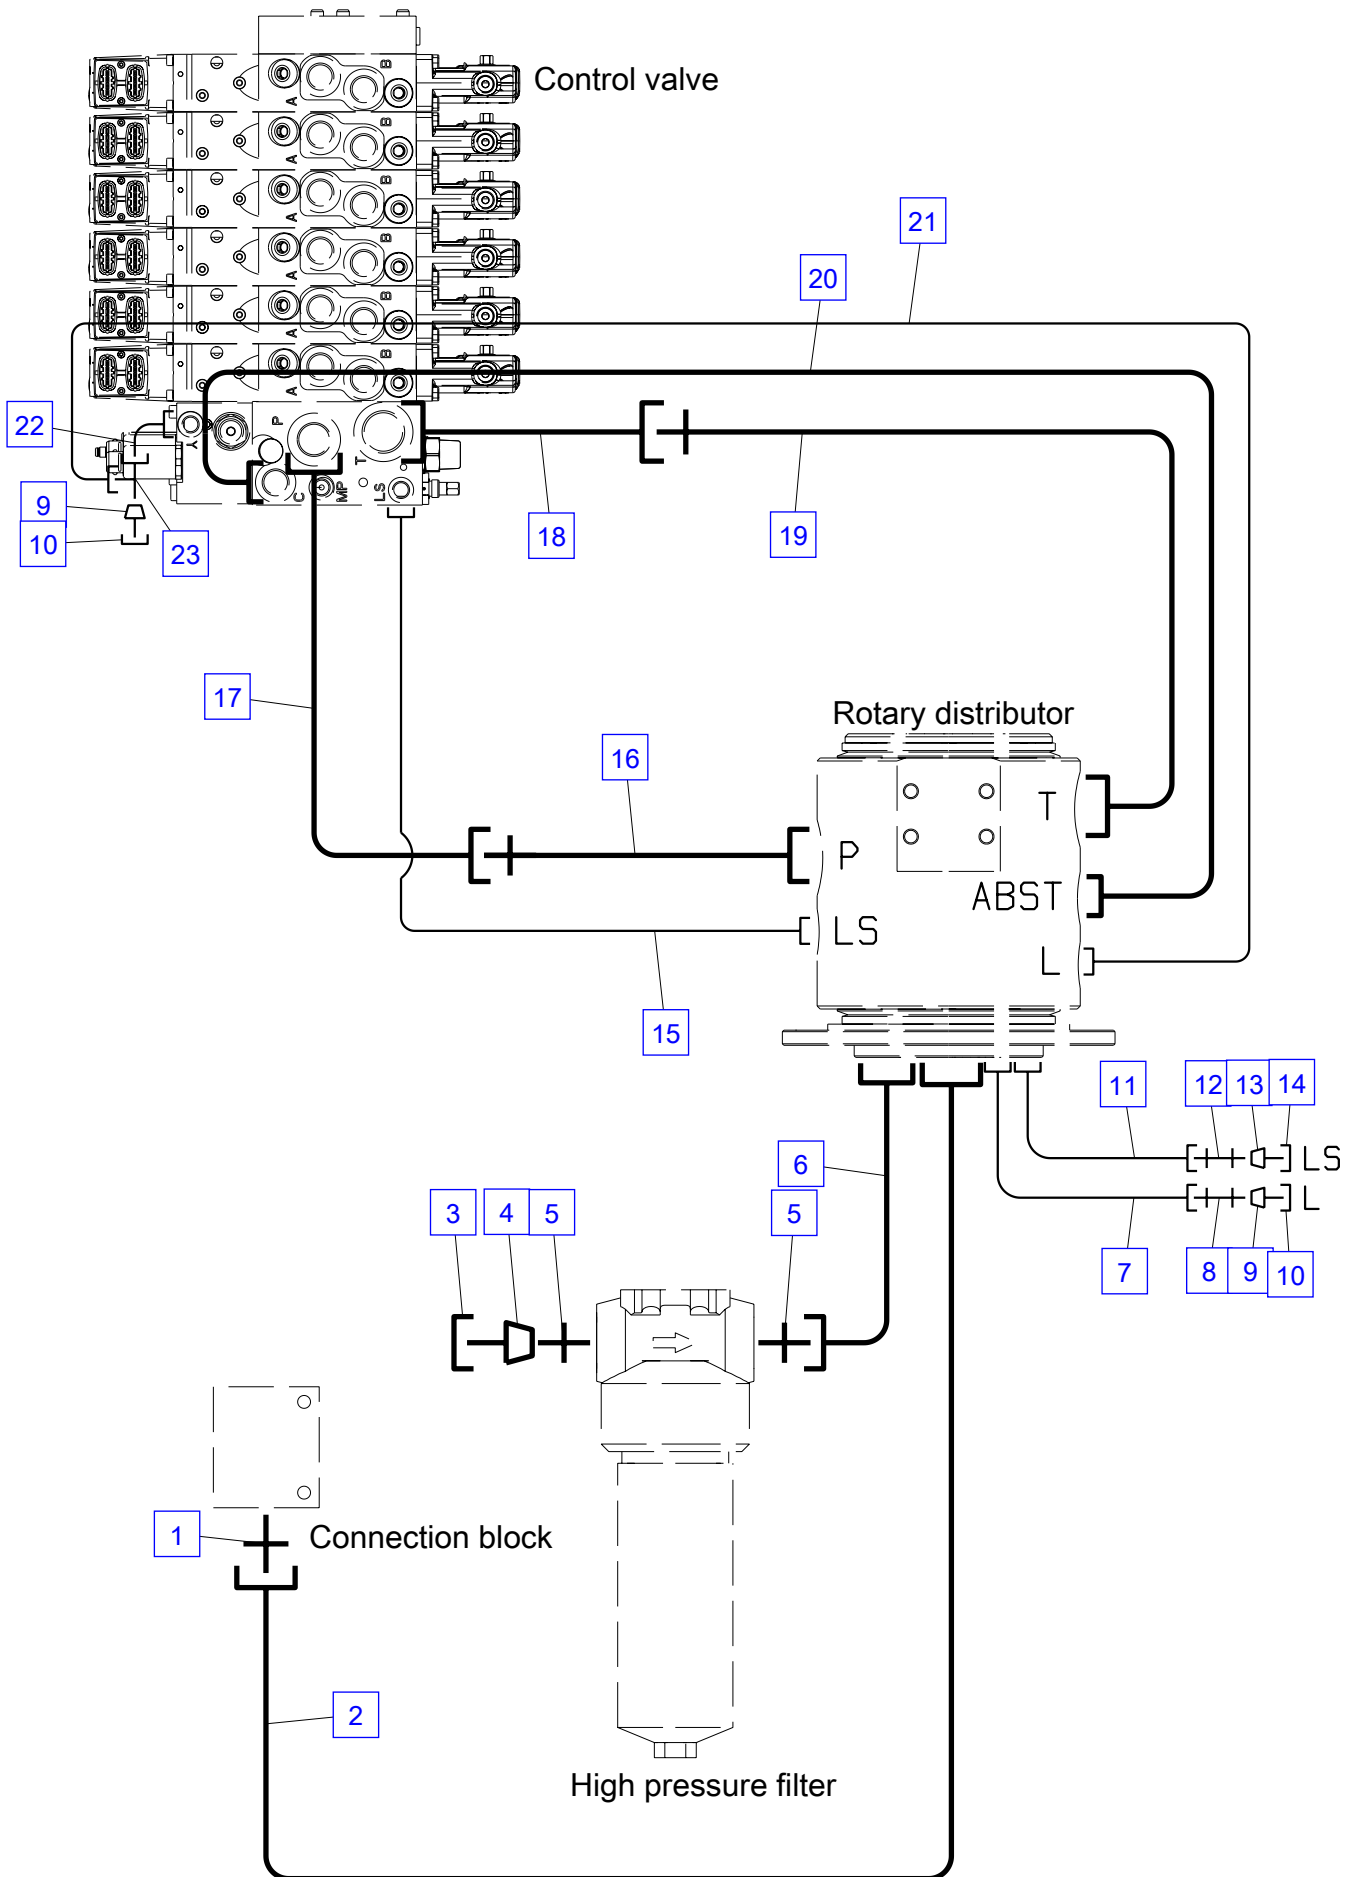 Control valve
B
A
B
A
B
A
B
A
B
A
B
A
21
20
22
P
Y
T
C
MP
LS
9
10
23
18
19
17
16
Rotary distributor
T
P
ABST
LS
L
15
11
12
13
14
LS
6
L
3
4
5
5
7
8
9
10
1
Connection block
2
High pressure filter